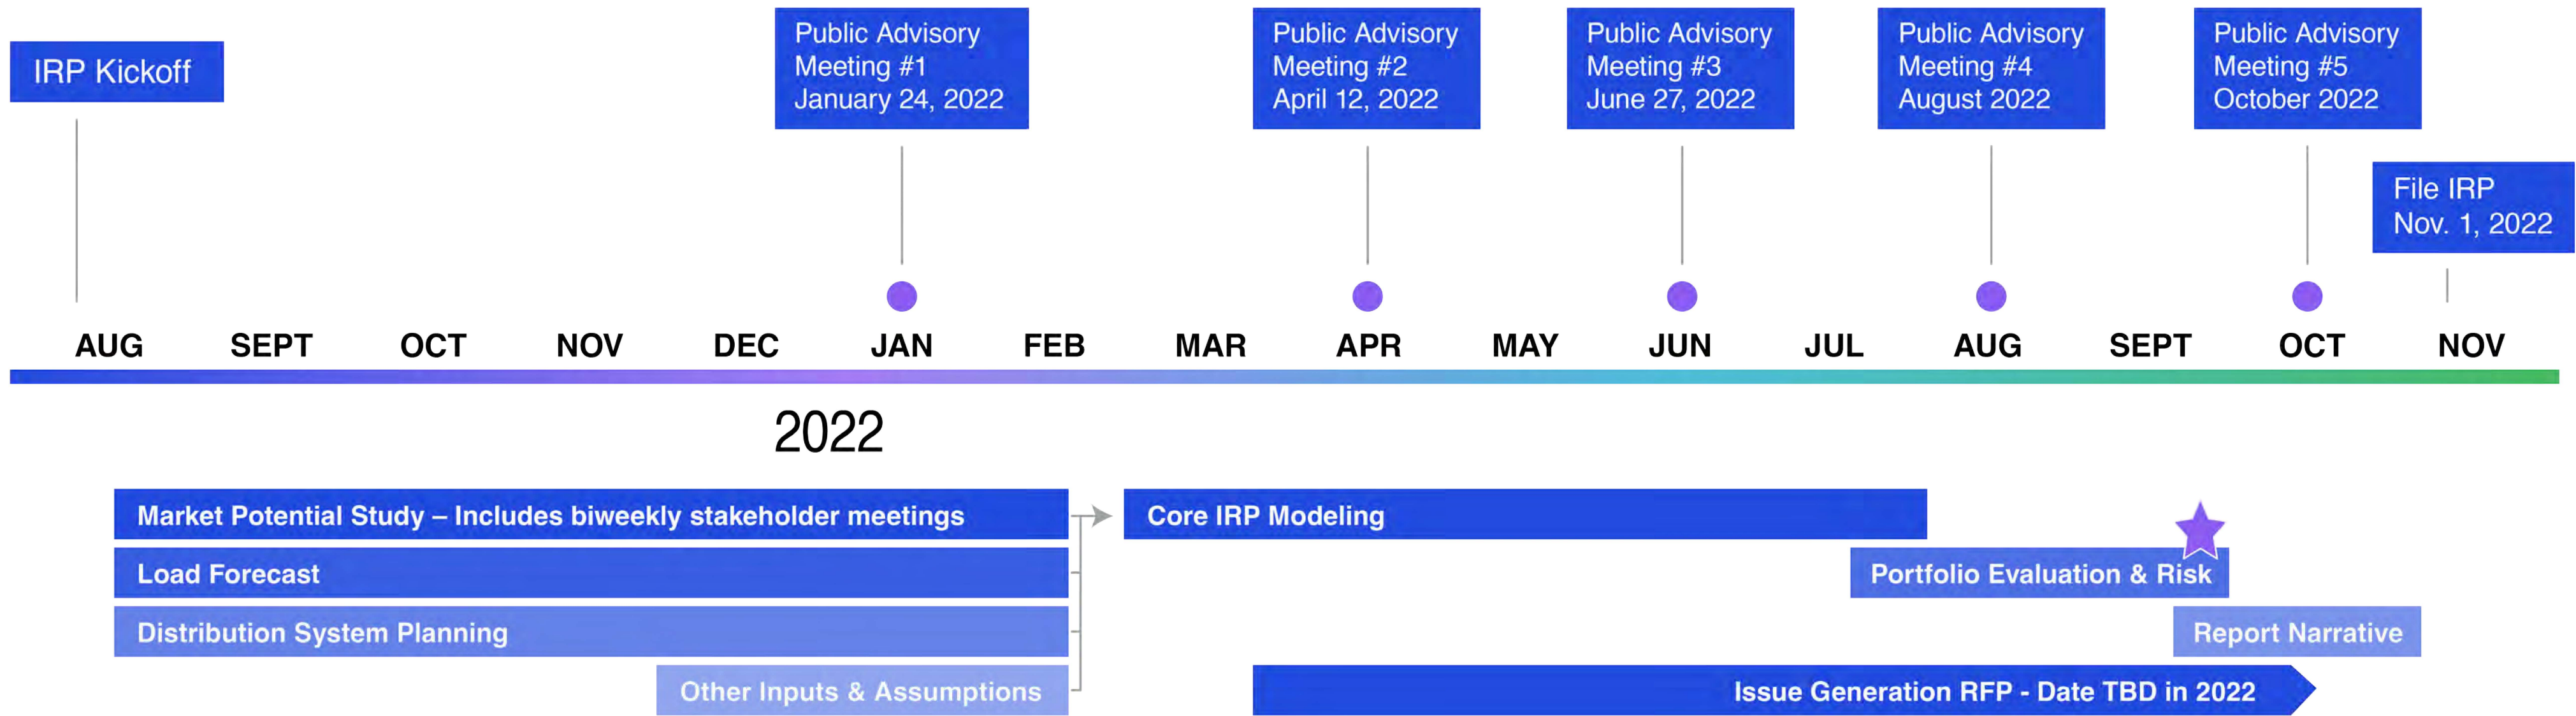 IRP Kickoff
Public Advisory
Meeting #1
January 24, 2022
Public Advisory
Meeting #2
April 12, 2022
Public Advisory
Meeting #3
June 27, 2022
Public Advisory
Meeting #4
August 2022
Public Advisory
Meeting #5
October 2022
File IRP
Nov. 1, 2022
AUG SEPT OCT NOV DEC JAN FEB MAR APR MAY JUN JUL AUG SEPT OCT NOV
2022
Market Potential Study – Includes biweekly stakeholder meetings
Core IRP Modeling
Load Forecast
Portfolio Evaluation & Risk
Distribution System Planning
Report Narrative
Other Inputs & Assumptions
Issue Generation RFP - Date TBD in 2022